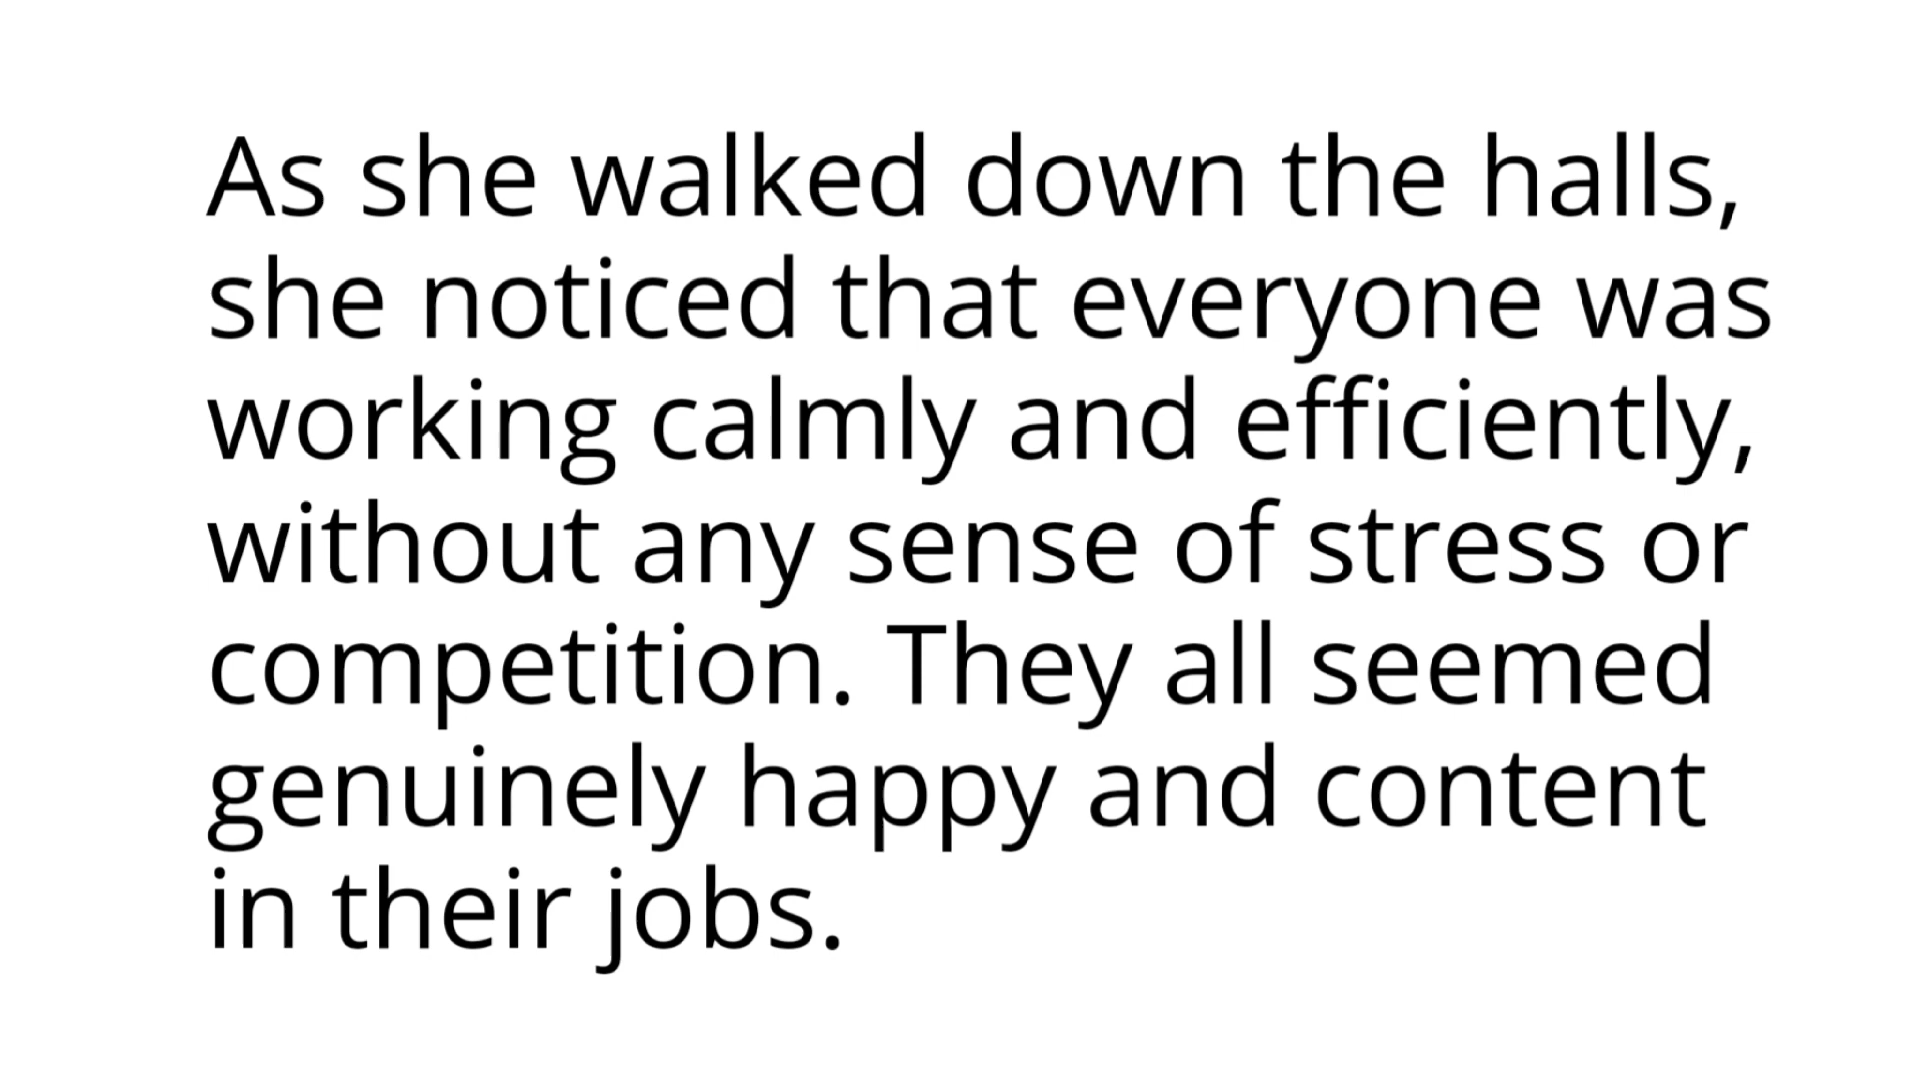 As she walked down the halls,
she noticed that everyone was
working calmly and efficiently,
without any sense of stress or
competition. They all seemed
genuinely happy and content
in their jobs.